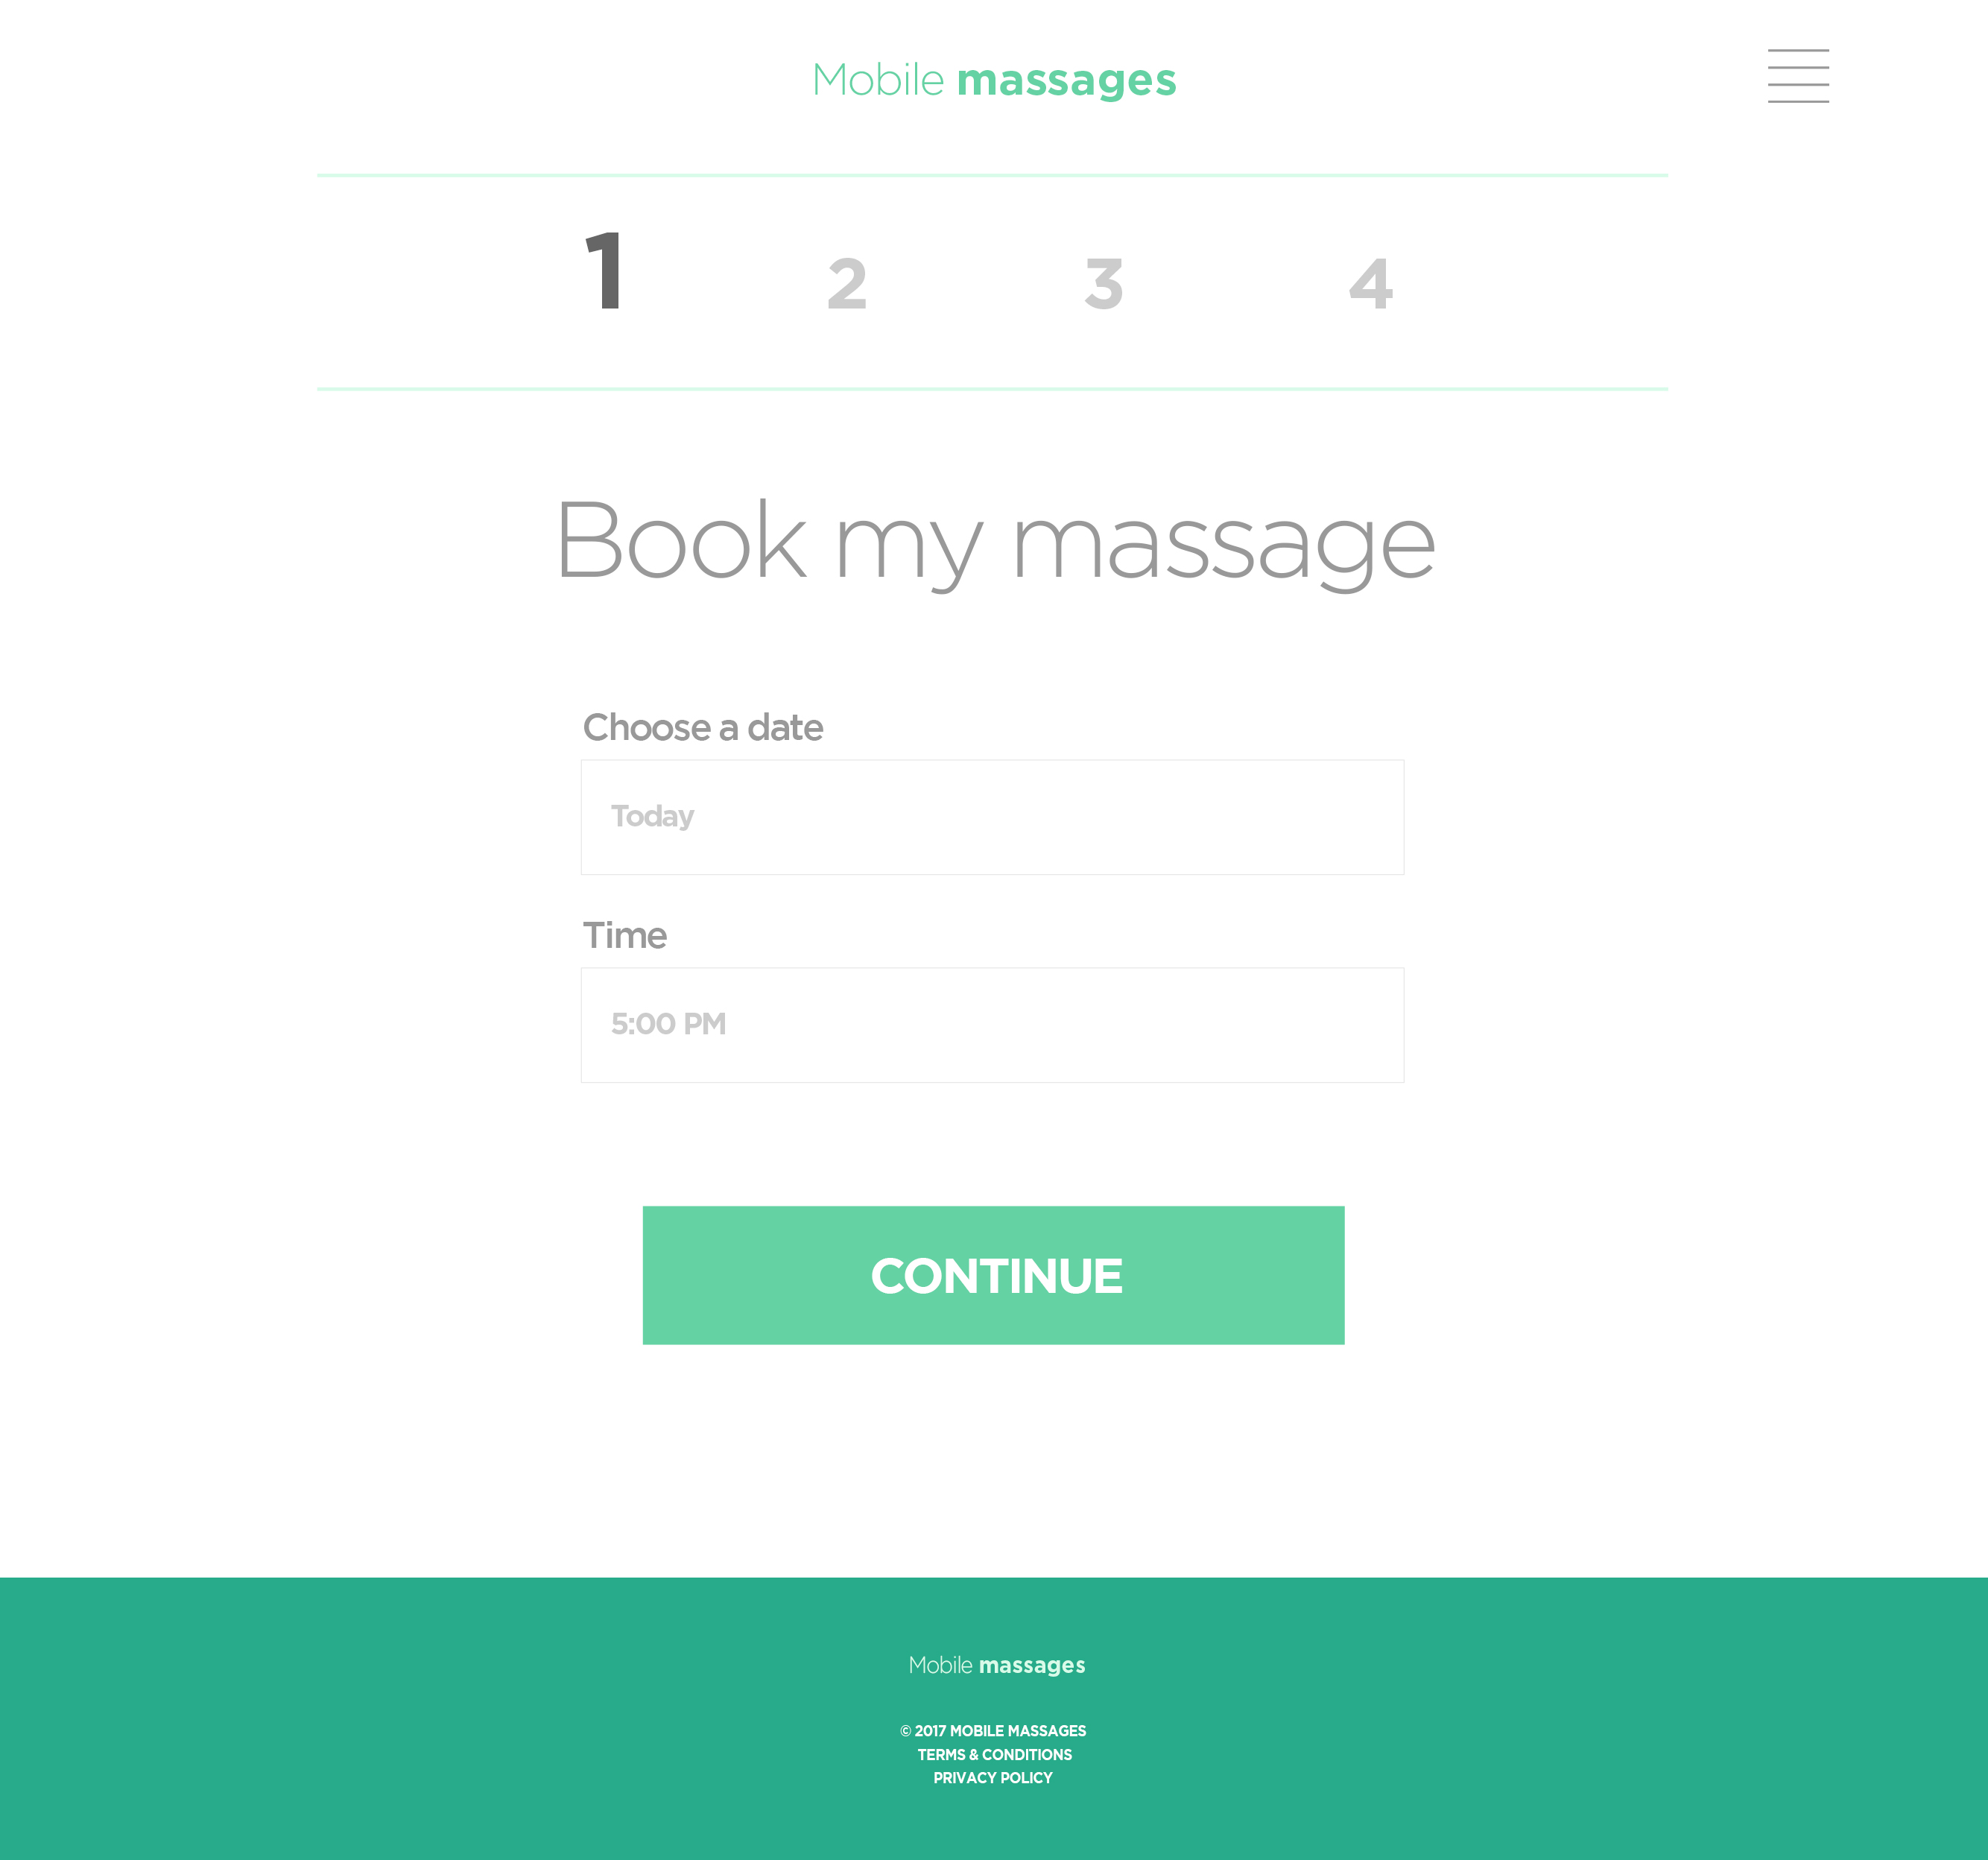 Mobile massages
1 2 3 4
Book my massage
Choose a date
Today
Time
5:00 PM
CONTINUE
Mobile massages
© 2017 MOBILE MASSAGES
TERMS & CONDITIONS
PRIVACY POLICY